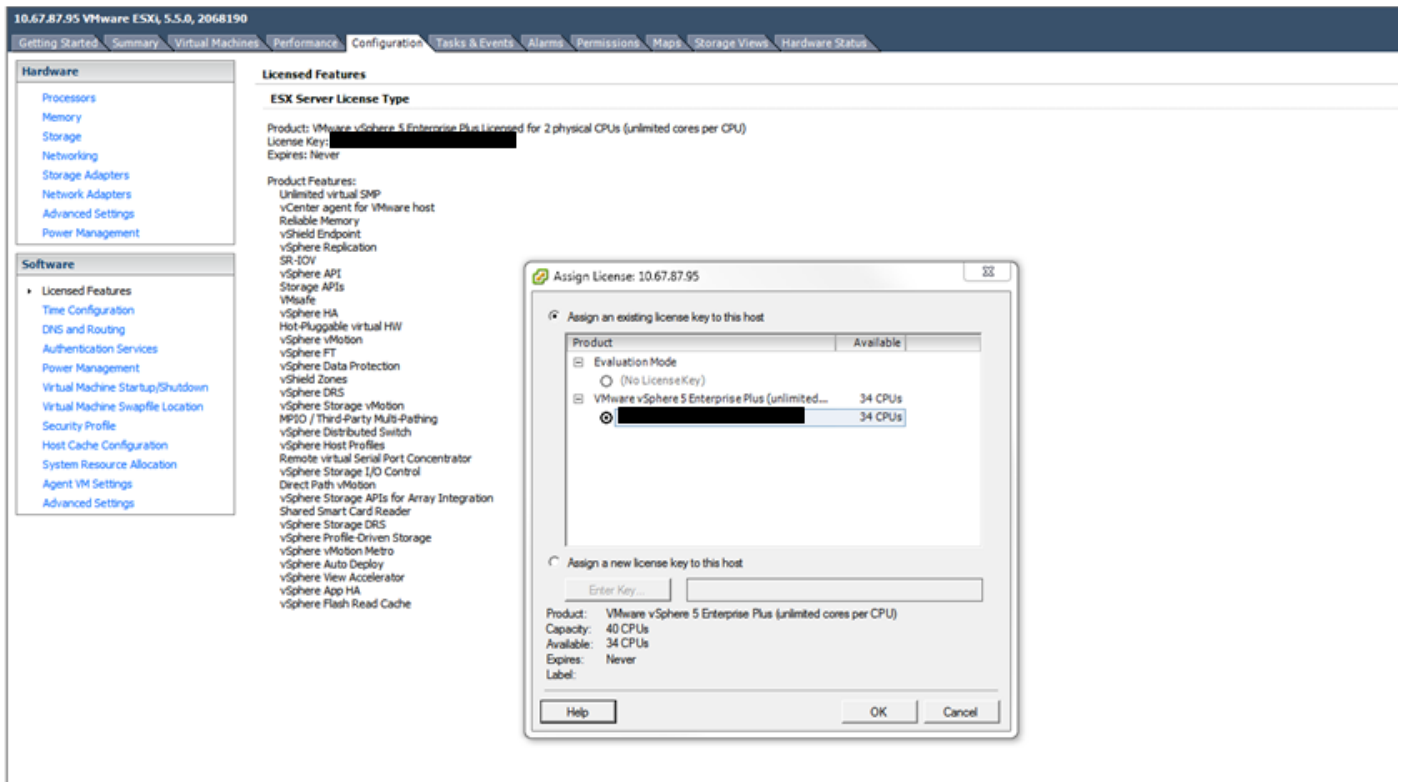 10.67.87.95 VMware ESXi, 5.5.0, 2068190
Getting Started Summary Virtual Machines Performance Configuration Tasks & Events Alarms Permissions Maps Storage Views Hardware Status
Hardware
Processors
Memory
Storage
Networking
Storage Adapters
Network Adapters
Advanced Settings
Power Management
Software
Licensed Features
Time Configuration
DNS and Routing
Authentication Services
Power Management
Virtual Machine Startup/Shutdown
Virtual Machine Swapfile Location
Security Profile
Host Cache Configuration
System Resource Allocation
Agent VM Settings
Advanced Settings
Licensed Features
ESX Server License Type
Product: VMware vSphere 5 Enterprise Plus Licensed for 2 physical CPUs (unlimited cores per CPU)
License Key:
Expires: Never
Product Features:
Unlimited virtual SMP
vCenter agent for VMware host
Reliable Memory
vShield Endpoint
vSphere Replication
SR-IOV
vSphere API
Storage APIs
VMsafe
vSphere HA
Hot-Pluggable virtual HW
vSphere vMotion
vSphere FT
vSphere Data Protection
vShield Zones
vSphere DRS
vSphere Storage vMotion
MPIO / Third-Party Multi-Pathing
vSphere Distributed Switch
vSphere Host Profiles
Remote virtual Serial Port Concentrator
vSphere Storage I/O Control
Direct Path vMotion
vSphere Storage APIs for Array Integration
Shared Smart Card Reader
vSphere Storage DRS
vSphere Profile-Driven Storage
vSphere vMotion Metro
vSphere Auto Deploy
vSphere View Accelerator
vSphere App HA
vSphere Flash Read Cache
Assign License: 10.67.87.95
Assign an existing license key to this host
Product Available
Evaluation Mode
(No License Key)
VMware vSphere 5 Enterprise Plus (unlimited... 34 CPUs
34 CPUs
Assign a new license key to this host
Enter Key...
Product: VMware vSphere 5 Enterprise Plus (unlimited cores per CPU)
Capacity: 40 CPUs
Available: 34 CPUs
Expires: Never
Label:
Help OK Cancel